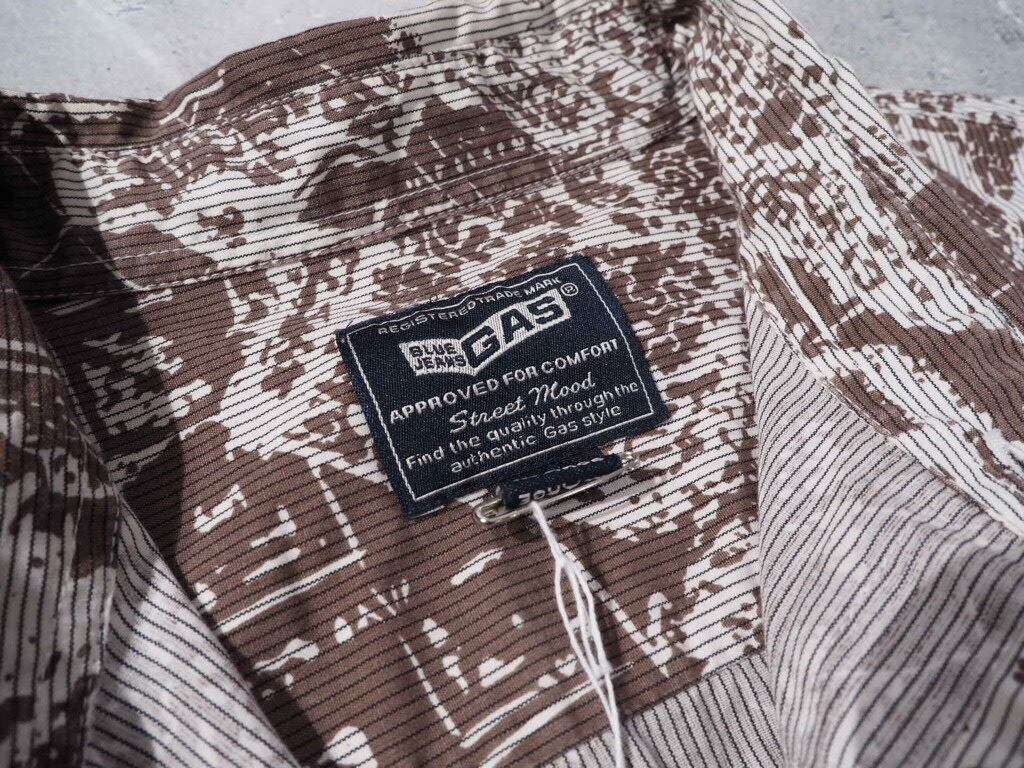 REGISTERED TRADE MARK
BLUE JEANS GAS®
APPROVED FOR COMFORT
Street Mood
Find the quality through the
authentic Gas style